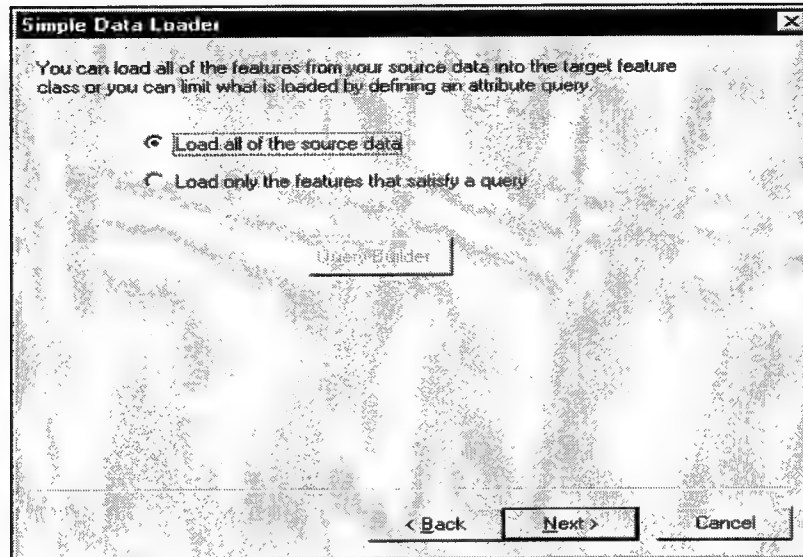 Simple Data Loader
You can load all of the features from your source data into the target feature
class or you can limit what is loaded by defining an attribute query.
Load all of the source data
Load only the features that satisfy a query
Query Builder
< Back
Next >
Cancel